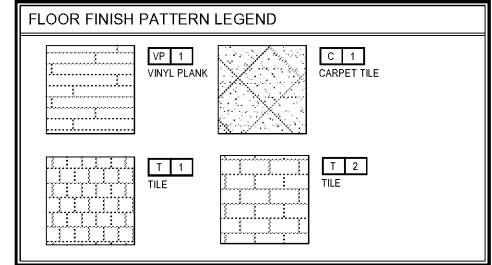 FLOOR FINISH PATTERN LEGEND
VP 1
VINYL PLANK
C 1
CARPET TILE
T 1
TILE
T 2
TILE